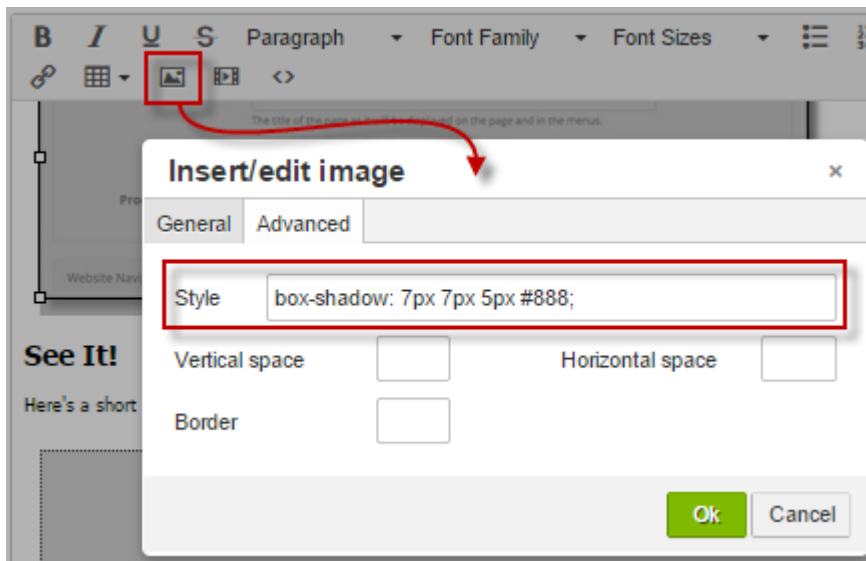 B I U S Paragraph Font Family Font Sizes
The title of the page as it will be displayed on the page and in the menus.
Insert/edit image ×
General Advanced
Style box-shadow: 7px 7px 5px #888;
Website
See It!
Vertical space Horizontal space
Here's a short
Border
Ok Cancel